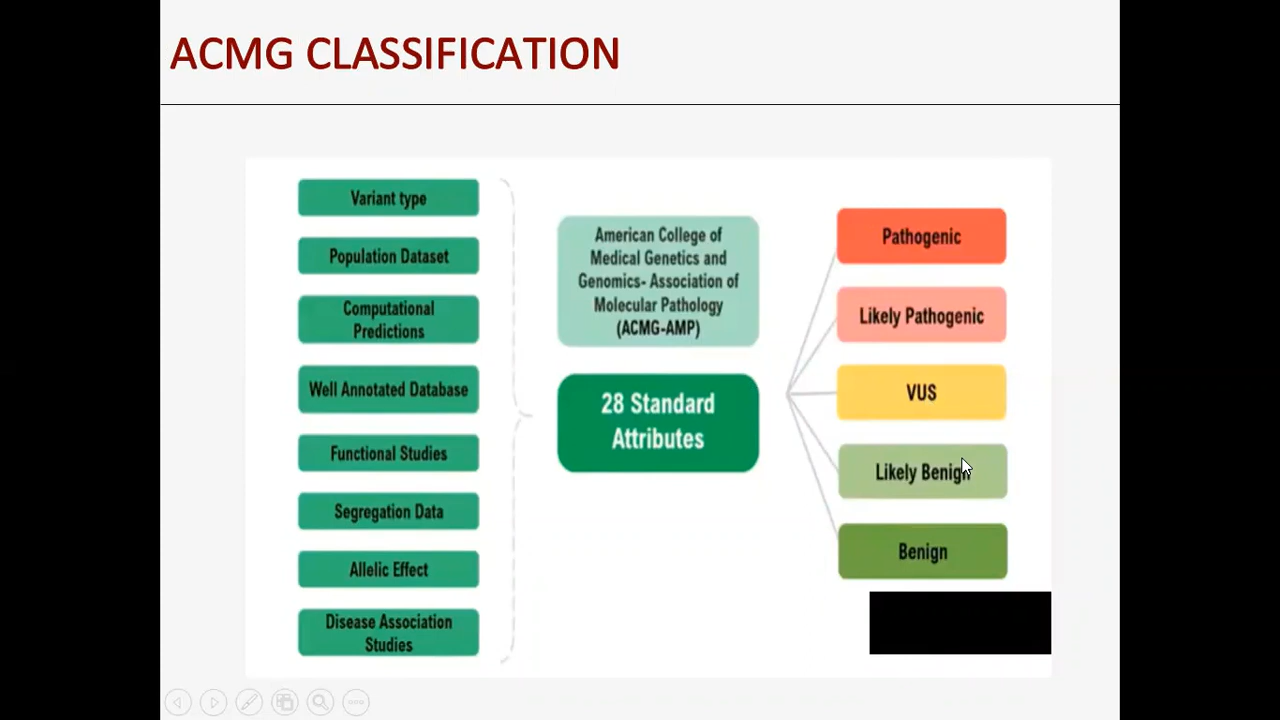 ACMG CLASSIFICATION
Variant type
Population Dataset
Computational
Predictions
Well Annotated Database
Functional Studies
Segregation Data
Allelic Effect
Disease Association
Studies
American College of
Medical Genetics and
Genomics- Association of
Molecular Pathology
(ACMG-AMP)
28 Standard
Attributes
Pathogenic
Likely Pathogenic
VUS
Likely Benign
Benign